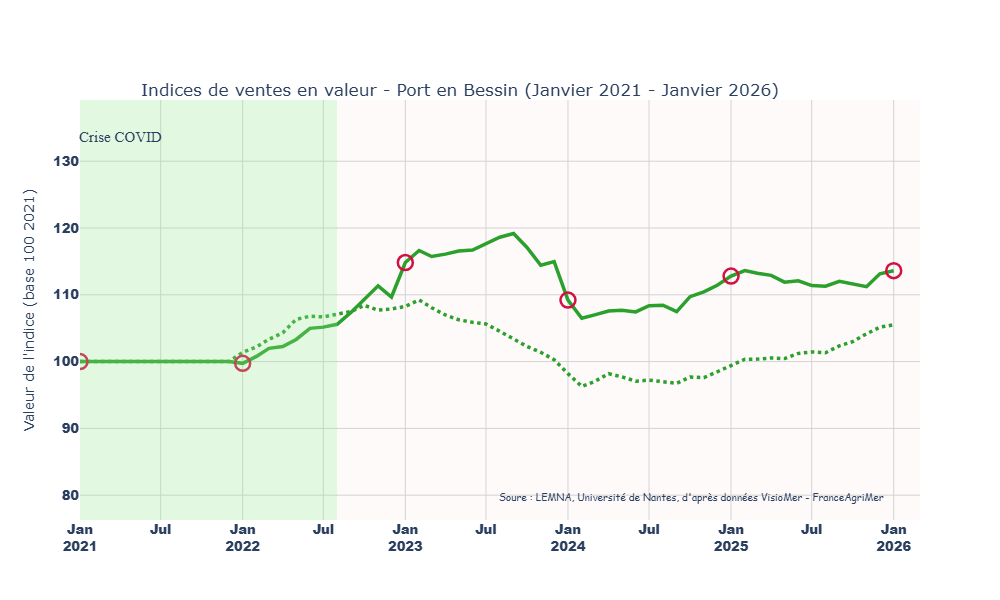 Indices de ventes en valeur - Port en Bessin (Janvier 2021 - Janvier 2026)
Crise COVID
Valeur de l'indice (base 100 2021)
130
120
110
100
90
80
Soure : LEMNA, Université de Nantes, d'après données VisioMer - FranceAgriMer
Jan Jul Jan Jul Jan Jul Jan Jul Jan Jul Jan
2021 2022 2023 2024 2025 2026